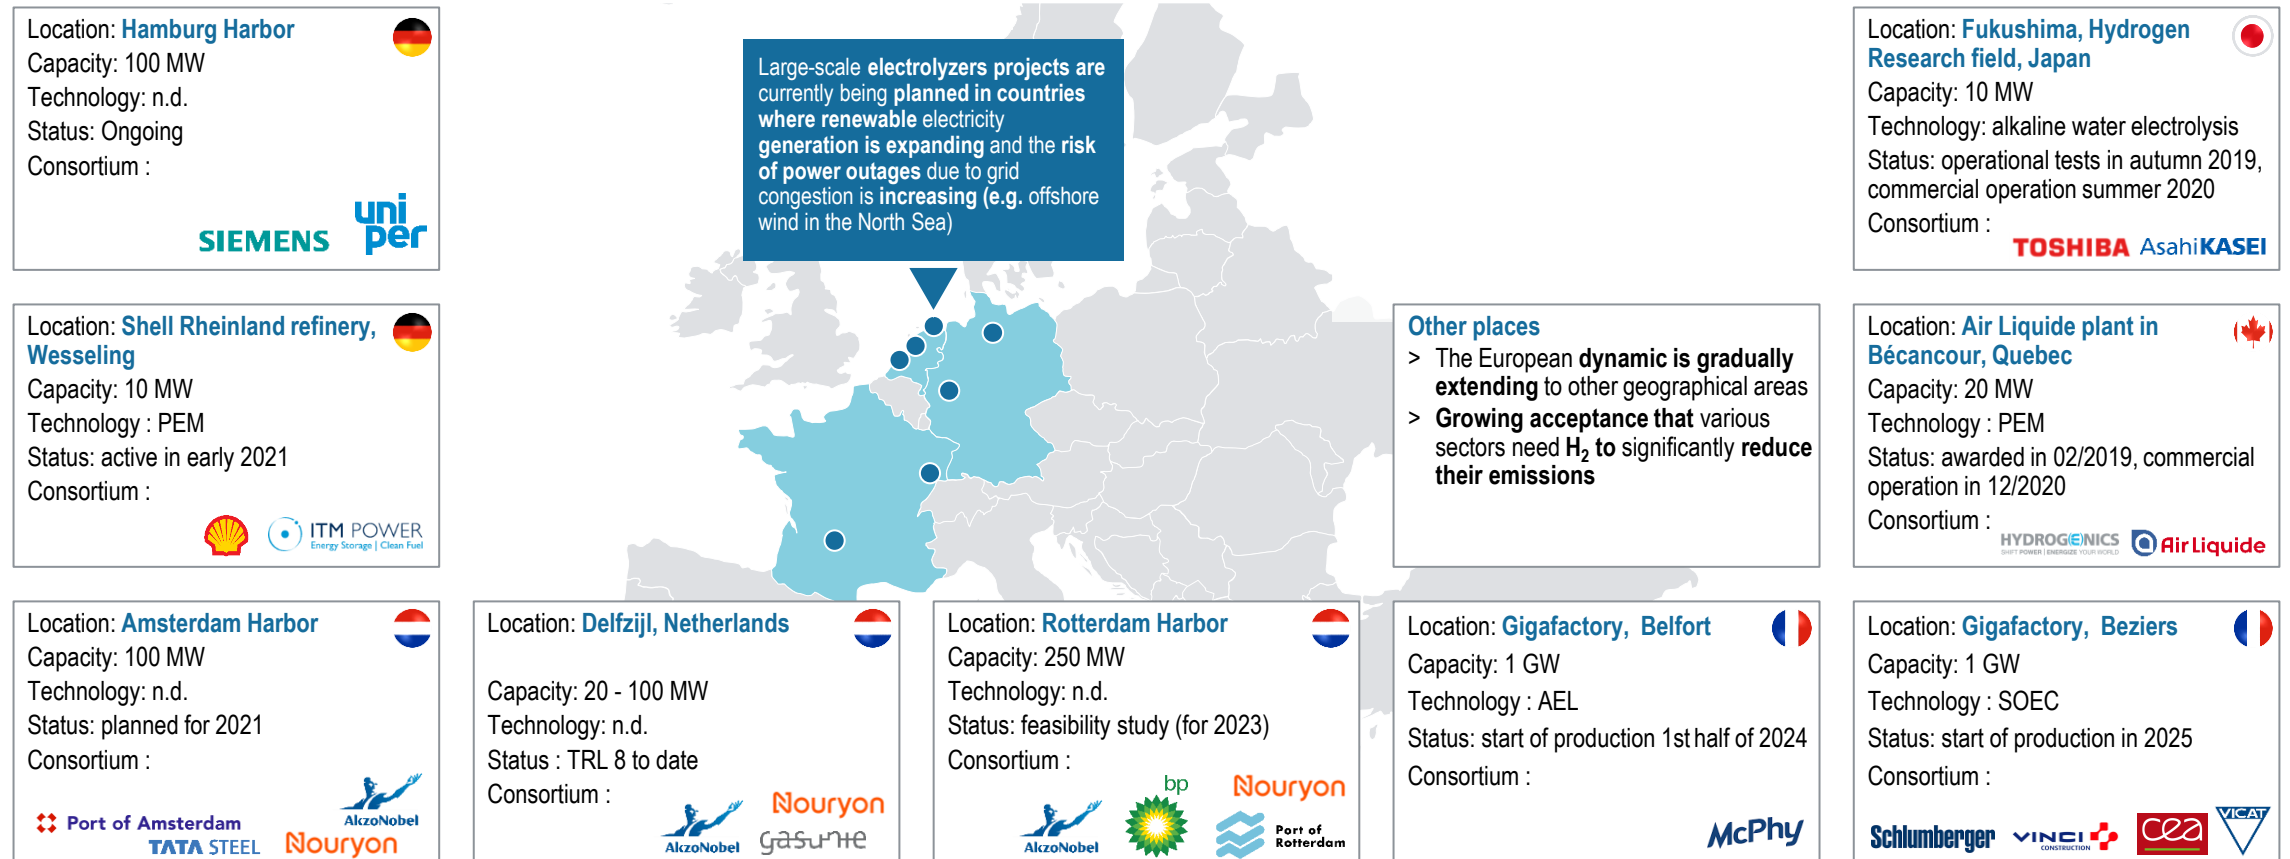 Location: Hamburg Harbor
Capacity: 100 MW
Technology: n.d.
Status: Ongoing
Consortium :
SIEMENS
uni
per
Large-scale electrolyzers projects are
currently being planned in countries
where renewable electricity
generation is expanding and the risk
of power outages due to grid
congestion is increasing (e.g. offshore
wind in the North Sea)
Location: Fukushima, Hydrogen
Research field, Japan
Capacity: 10 MW
Technology: alkaline water electrolysis
Status: operational tests in autumn 2019,
commercial operation summer 2020
Consortium :
TOSHIBA AsahiKASEI
Location: Shell Rheinland refinery,
Wesseling
Capacity: 10 MW
Technology : PEM
Status: active in early 2021
Consortium :
ITM POWER
Energy Storage | Clean Fuel
Other places
> The European dynamic is gradually
extending to other geographical areas
> Growing acceptance that various
sectors need H₂ to significantly reduce
their emissions
Location: Air Liquide plant in
Bécancour, Quebec
Capacity: 20 MW
Technology : PEM
Status: awarded in 02/2019, commercial
operation in 12/2020
Consortium :
HYDROGENICS
SHIFT POWER | ENERGIZE YOUR WORLD
Air Liquide
Location: Amsterdam Harbor
Capacity: 100 MW
Technology: n.d.
Status: planned for 2021
Consortium :
AkzoNobel
Port of Amsterdam
TATA STEEL
Nouryon
Location: Delfzijl, Netherlands
Capacity: 20 - 100 MW
Technology: n.d.
Status : TRL 8 to date
Consortium :
Nouryon
AkzoNobel
gasunie
Location: Rotterdam Harbor
Capacity: 250 MW
Technology: n.d.
Status: feasibility study (for 2023)
Consortium :
bp
Nouryon
AkzoNobel
Port of
Rotterdam
Location: Gigafactory, Belfort
Capacity: 1 GW
Technology : AEL
Status: start of production 1st half of 2024
Consortium :
McPhy
Location: Gigafactory, Beziers
Capacity: 1 GW
Technology : SOEC
Status: start of production in 2025
Consortium :
Schlumberger
VINCI
CONSTRUCTION
cea
VICAT